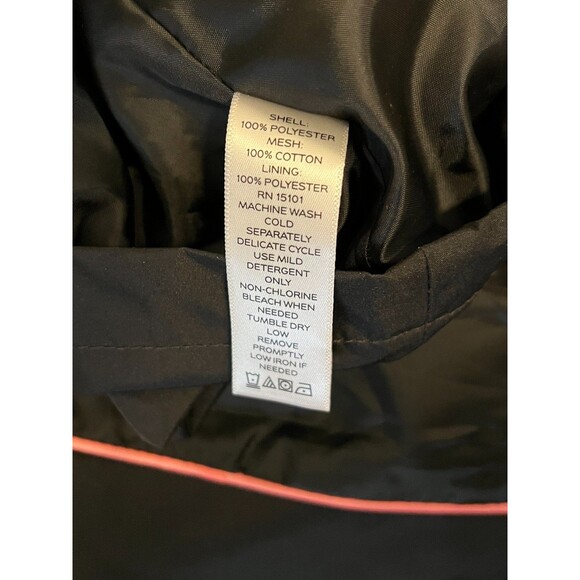 SHELL:
100% POLYESTER
MESH:
100% COTTON
LINING:
100% POLYESTER
RN 15101
MACHINE WASH
COLD
SEPARATELY
DELICATE CYCLE
USE MILD
DETERGENT
ONLY
NON-CHLORINE
BLEACH WHEN
NEEDED
TUMBLE DRY
LOW
REMOVE
PROMPTLY
LOW IRON IF
NEEDED